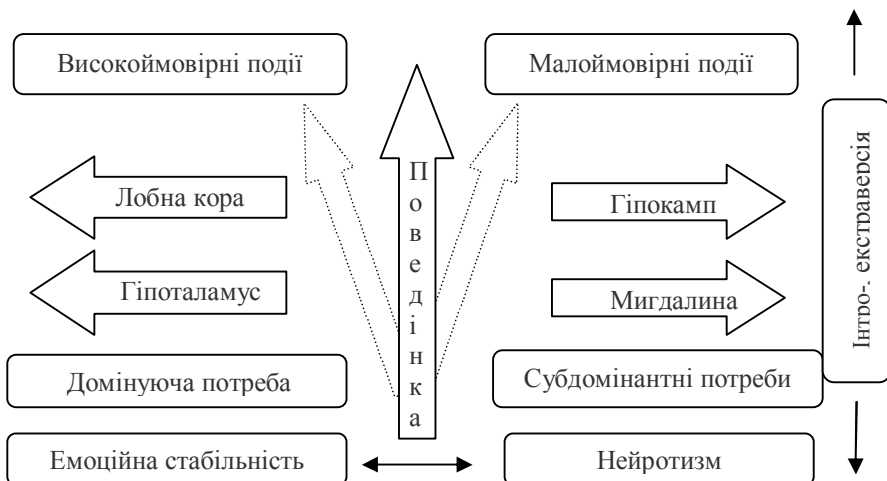 Високоймовірні події
Малоймовірні події
Лобна кора
Гіпоталамус
Поведінка
Гіпокамп
Мигдалина
Інтро-, екстраверсія
Домінуюча потреба
Субдомінантні потреби
Емоційна стабільність
Нейротизм